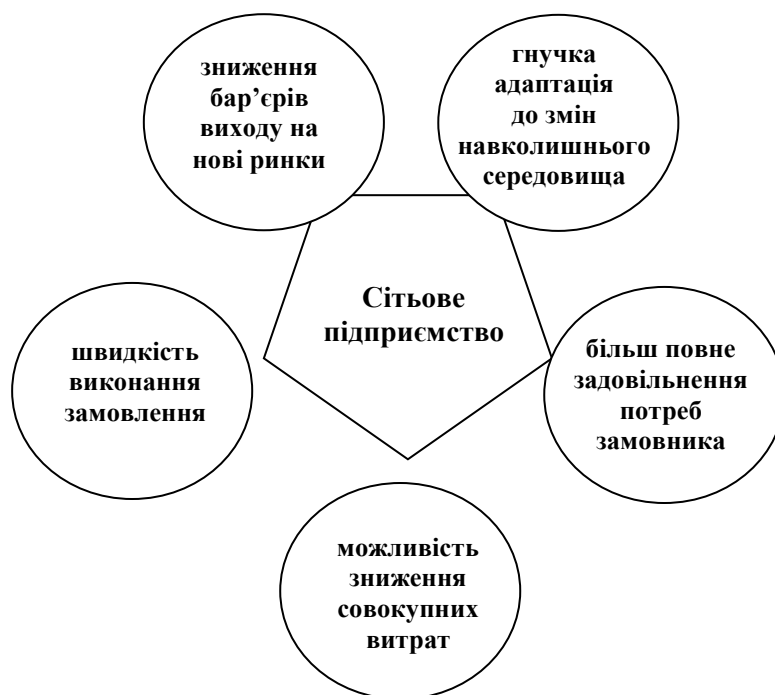 зниження
бар’єрів
виходу на
нові ринки
гнучка
адаптація
до змін
навколишнього
середовища
Сітьове
підприємство
швидкість
виконання
замовлення
більш повне
задовільнення
потреб
замовника
можливість
зниження
совокупних
витрат